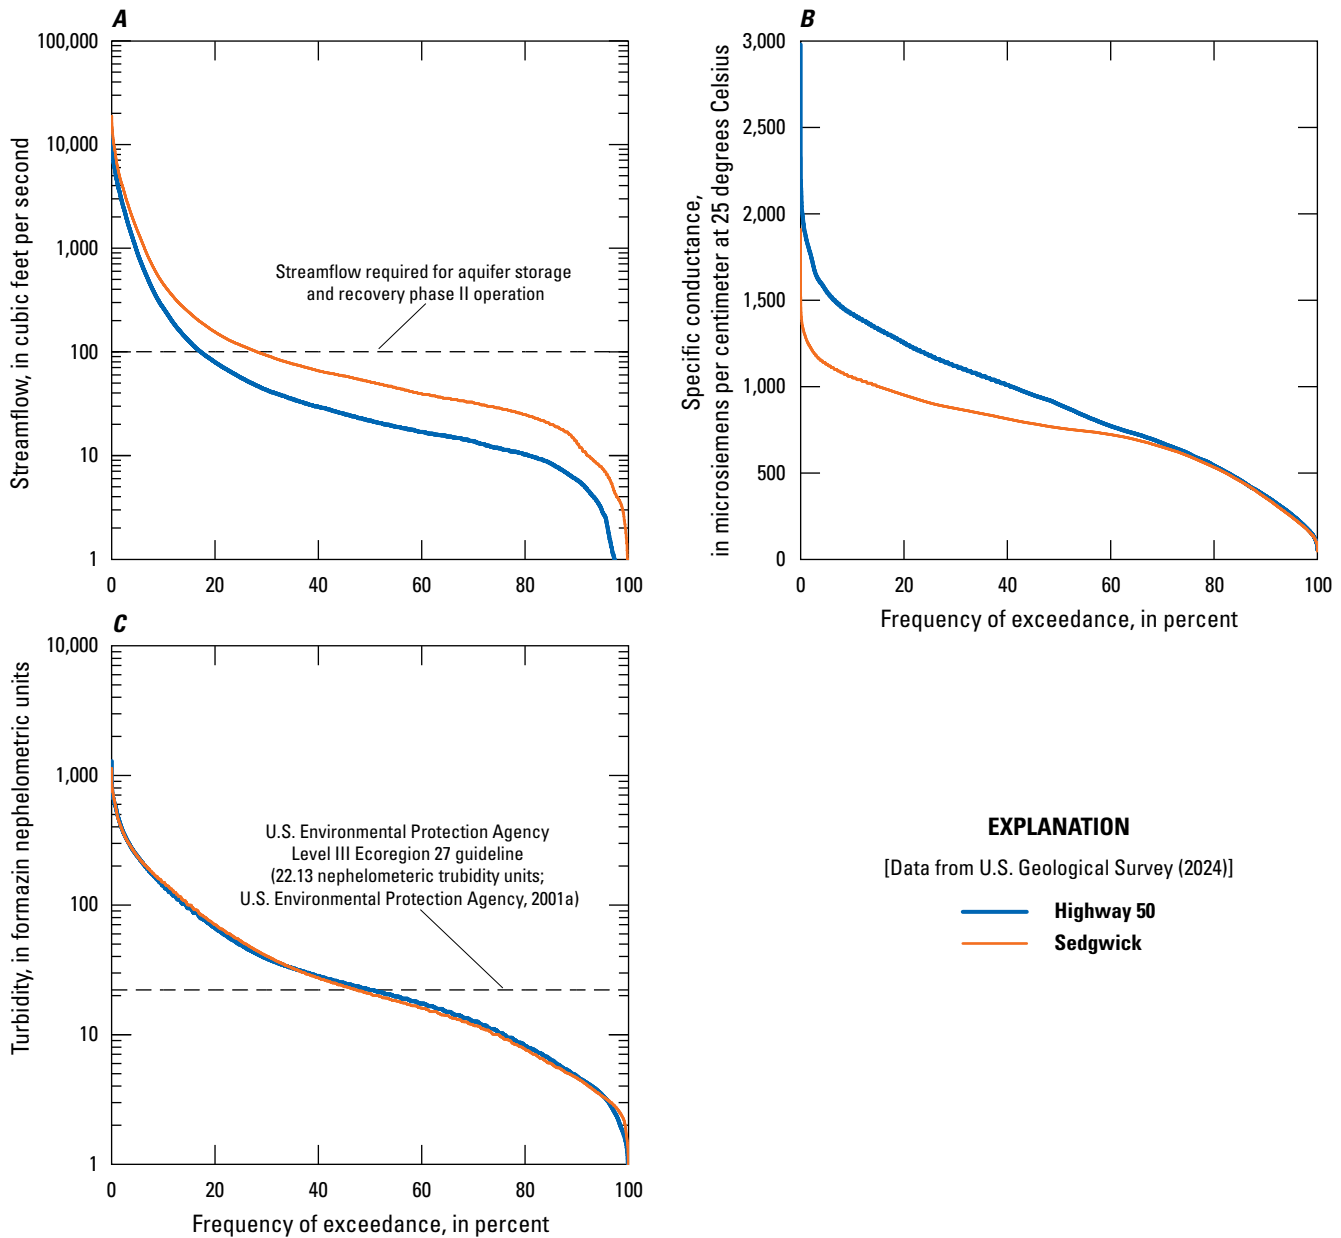 A
Streamflow, in cubic feet per second
100,000
10,000
1,000
100
10
1
Streamflow required for aquifer storage
and recovery phase II operation
0 20 40 60 80 100
B
Specific conductance,
in microsiemens per centimeter at 25 degrees Celsius
3,000
2,500
2,000
1,500
1,000
500
0
0 20 40 60 80 100
Frequency of exceedance, in percent
C
Turbidity, in formazin nephelometric units
10,000
1,000
100
10
1
U.S. Environmental Protection Agency
Level III Ecoregion 27 guideline
(22.13 nephelometeric trubidity units;
U.S. Environmental Protection Agency, 2001a)
0 20 40 60 80 100
Frequency of exceedance, in percent
EXPLANATION
[Data from U.S. Geological Survey (2024)]
Highway 50
Sedgwick